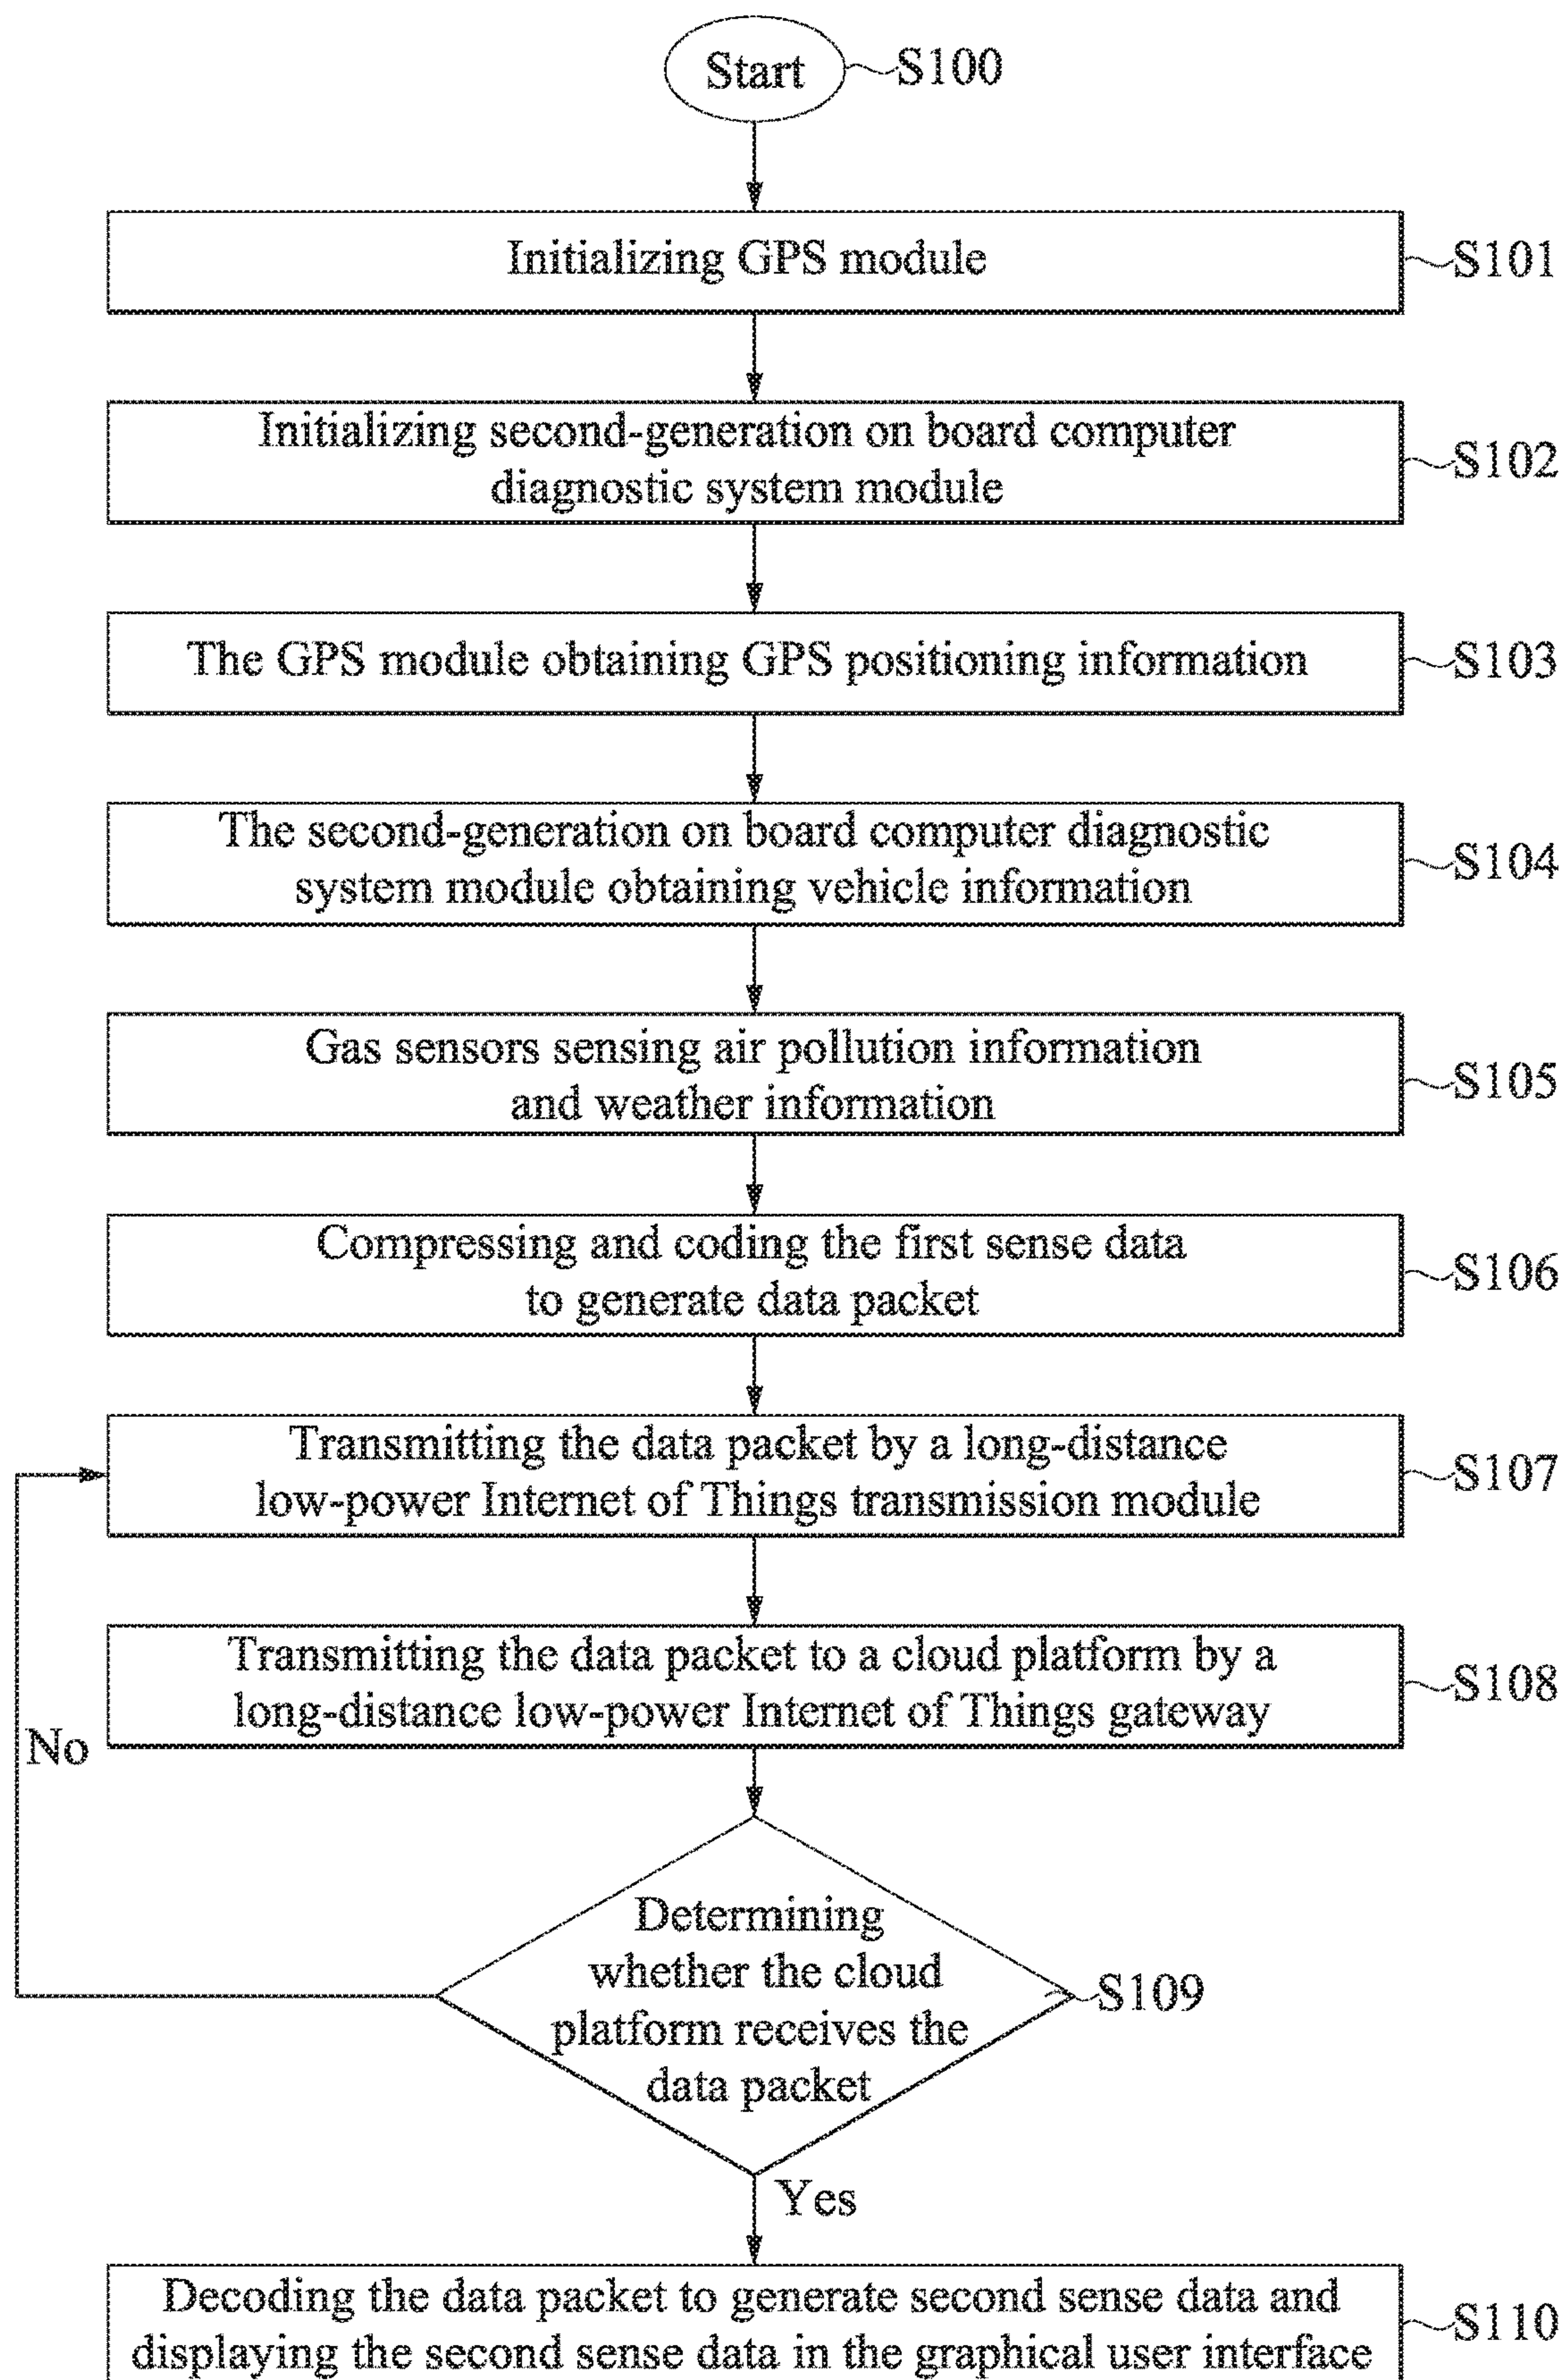 Start
S100
Initializing GPS module
S101
Initializing second-generation on board computer
diagnostic system module
S102
The GPS module obtaining GPS positioning information
S103
The second-generation on board computer diagnostic
system module obtaining vehicle information
S104
Gas sensors sensing air pollution information
and weather information
S105
Compressing and coding the first sense data
to generate data packet
S106
Transmitting the data packet by a long-distance
low-power Internet of Things transmission module
S107
Transmitting the data packet to a cloud platform by a
long-distance low-power Internet of Things gateway
S108
No
Determining
whether the cloud
platform receives the
data packet
S109
Yes
Decoding the data packet to generate second sense data and
displaying the second sense data in the graphical user interface
S110